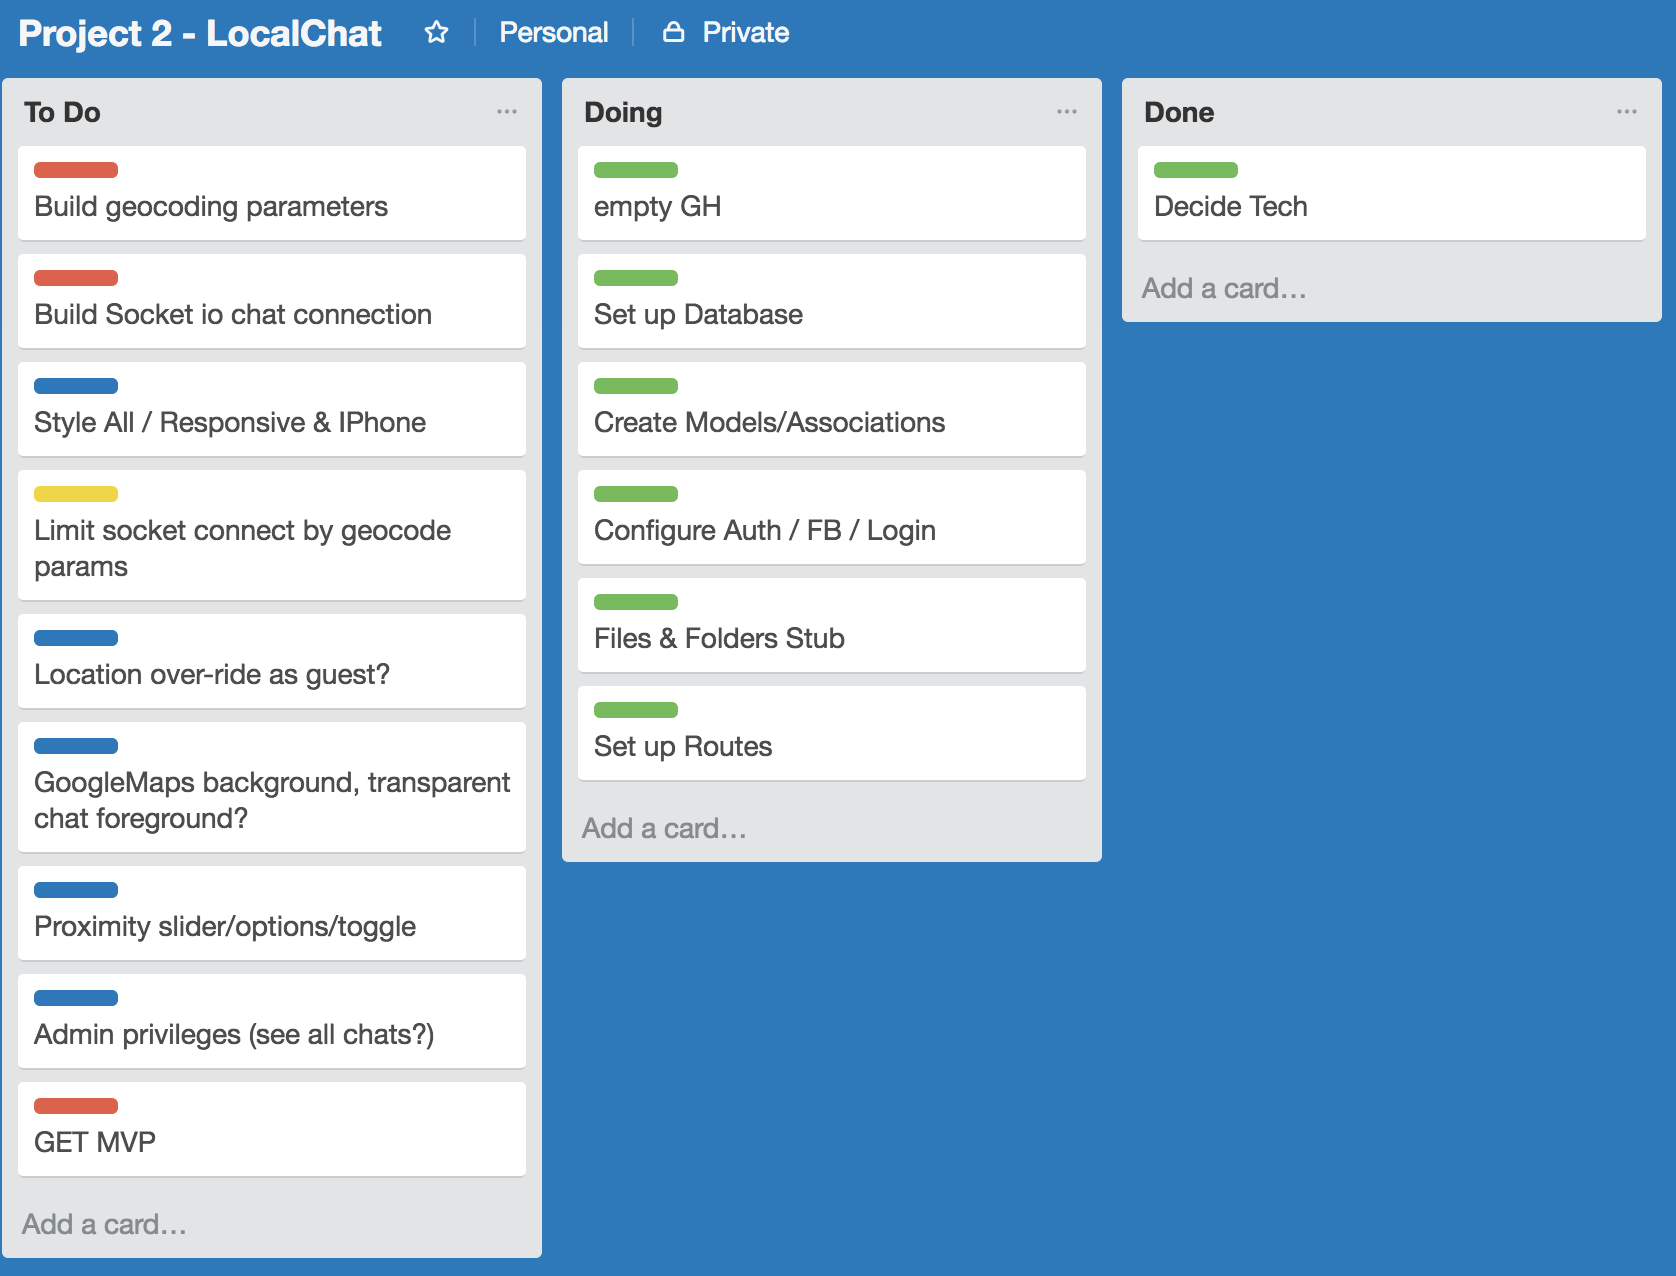 Project 2 - LocalChat
Personal
Private
To Do
Build geocoding parameters
Build Socket io chat connection
Style All / Responsive & IPhone
Limit socket connect by geocode
params
Location over-ride as guest?
GoogleMaps background, transparent
chat foreground?
Proximity slider/options/toggle
Admin privileges (see all chats?)
GET MVP
Add a card…
Doing
empty GH
Set up Database
Create Models/Associations
Configure Auth / FB / Login
Files & Folders Stub
Set up Routes
Add a card…
Done
Decide Tech
Add a card…